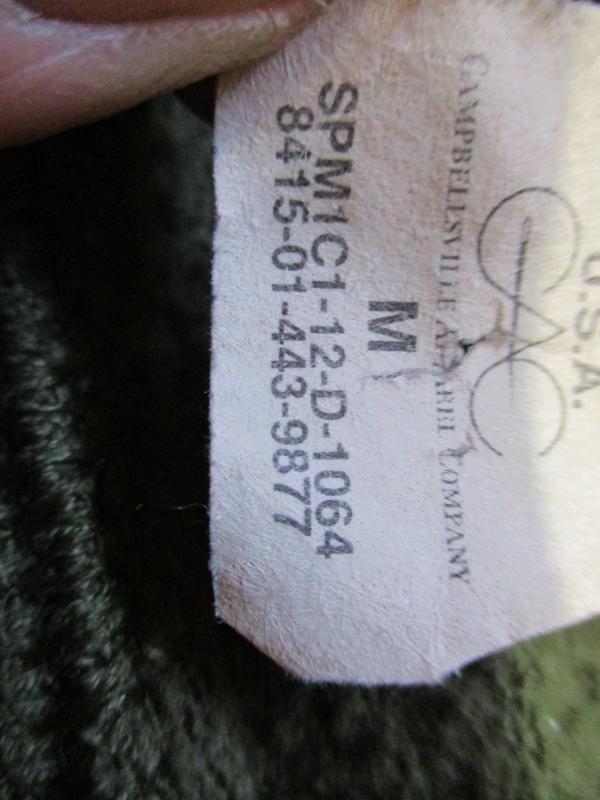 U.S.A.
CAC
CAMPBELLSVILLE APPAREL COMPANY
M
SPM1C1-12-D-1064
8415-01-443-9877